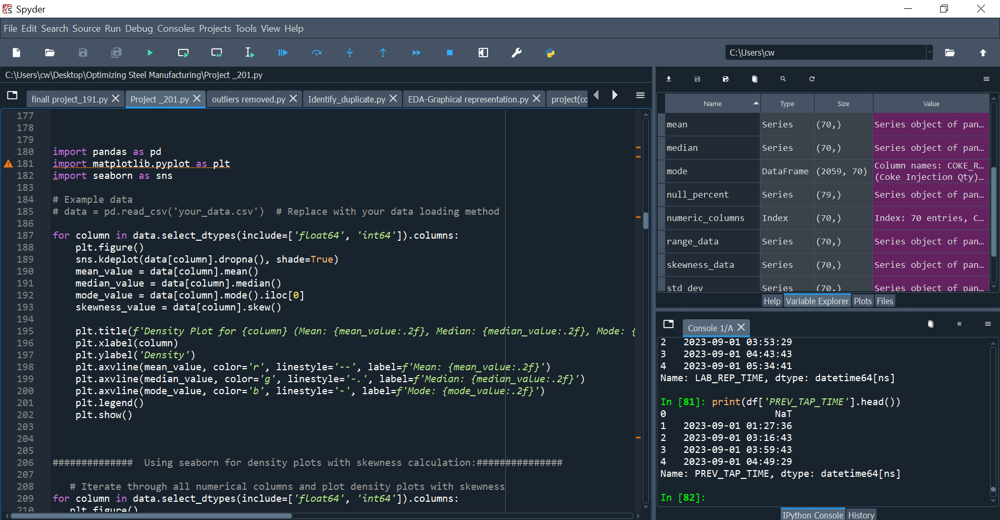 Spyder
File Edit Search Source Run Debug Consoles Projects Tools View Help
C:\Users\cw
C:\Users\cw\Desktop\Optimizing Steel Manufacturing\Project _201.py
finall project_191.py
Project _201.py
outliers removed.py
Identify_duplicate.py
EDA-Graphical representation.py
project(co
177
178
179
180 import pandas as pd
181 import matplotlib.pyplot as plt
182 import seaborn as sns
183
184 # Example data
185 # data = pd.read_csv('your_data.csv')  # Replace with your data loading method
186
187 for column in data.select_dtypes(include=['float64', 'int64']).columns:
188     plt.figure()
189     sns.kdeplot(data[column].dropna(), shade=True)
190     mean_value = data[column].mean()
191     median_value = data[column].median()
192     mode_value = data[column].mode().iloc[0]
193     skewness_value = data[column].skew()
194
195     plt.title(f'Density Plot for {column} (Mean: {mean_value:.2f}, Median: {median_value:.2f}, Mode: {
196     plt.xlabel(column)
197     plt.ylabel('Density')
198     plt.axvline(mean_value, color='r', linestyle='--', label=f'Mean: {mean_value:.2f}')
199     plt.axvline(median_value, color='g', linestyle='-.', label=f'Median: {median_value:.2f}')
200     plt.axvline(mode_value, color='b', linestyle='-', label=f'Mode: {mode_value:.2f}')
201     plt.legend()
202     plt.show()
203
204
205
206 ##############  Using seaborn for density plots with skewness calculation:###############
207
208    # Iterate through all numerical columns and plot density plots with skewness
209 for column in data.select_dtypes(include=['float64', 'int64']).columns:
210    plt.figure()
Name Type Size Value
mean Series (70,) Series object of pan...
median Series (70,) Series object of pan...
mode DataFrame (2059, 70) Column names: COKE_R...
(Coke Injection Qty)...
null_percent Series (79,) Series object of pan...
numeric_columns Index (70,) Index: 70 entries, C...
range_data Series (70,) Series object of pan...
skewness_data Series (70,) Series object of pan...
std_dev Series (70,) Series object of pan...
Help Variable Explorer Plots Files
Console 1/A
2   2023-09-01 03:53:29
3   2023-09-01 04:43:43
4   2023-09-01 05:34:41
Name: LAB_REP_TIME, dtype: datetime64[ns]
In [81]: print(df['PREV_TAP_TIME'].head())
0                   NaT
1   2023-09-01 01:27:36
2   2023-09-01 03:16:43
3   2023-09-01 03:59:43
4   2023-09-01 04:49:29
Name: PREV_TAP_TIME, dtype: datetime64[ns]
In [82]:
IPython Console History